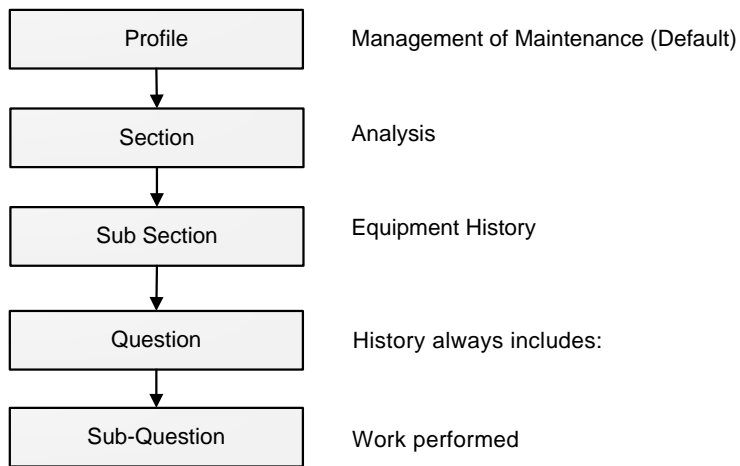 Profile
Management of Maintenance (Default)
Section
Analysis
Sub Section
Equipment History
Question
History always includes:
Sub-Question
Work performed